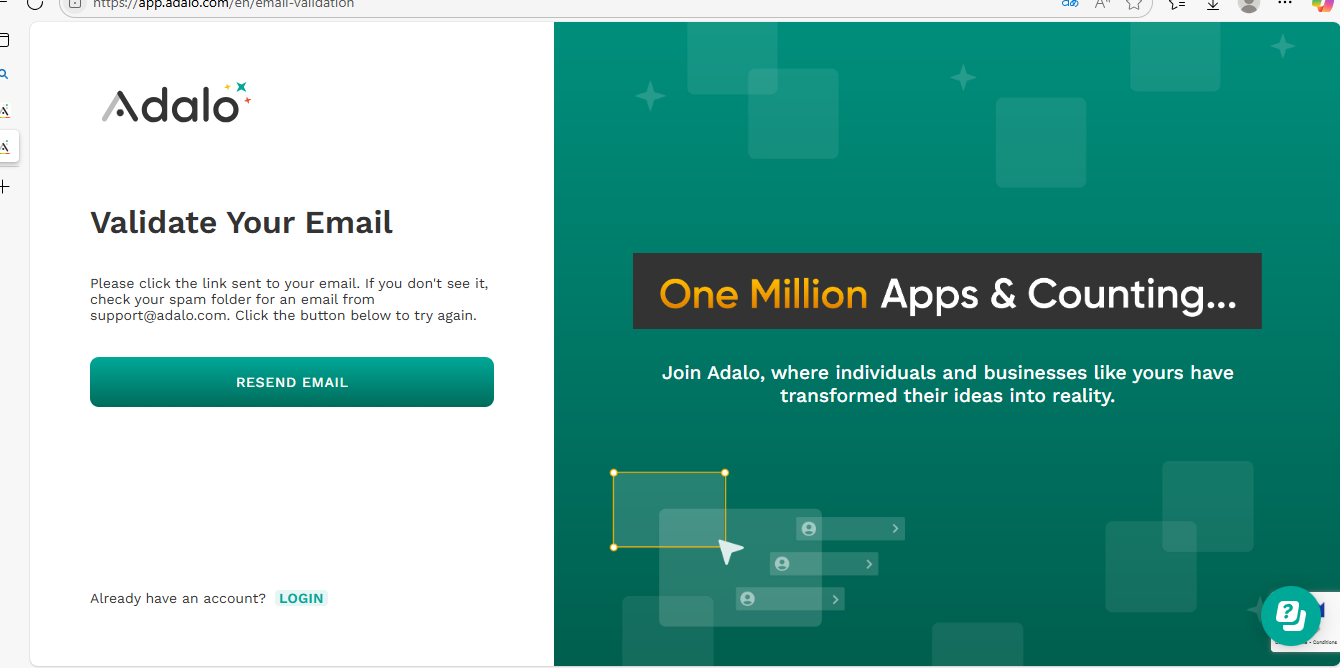 https://app.adalo.com/en/email-validation
Adalo
Validate Your Email
Please click the link sent to your email. If you don't see it,
check your spam folder for an email from
support@adalo.com. Click the button below to try again.
RESEND EMAIL
Already have an account? LOGIN
One Million Apps & Counting...
Join Adalo, where individuals and businesses like yours have
transformed their ideas into reality.